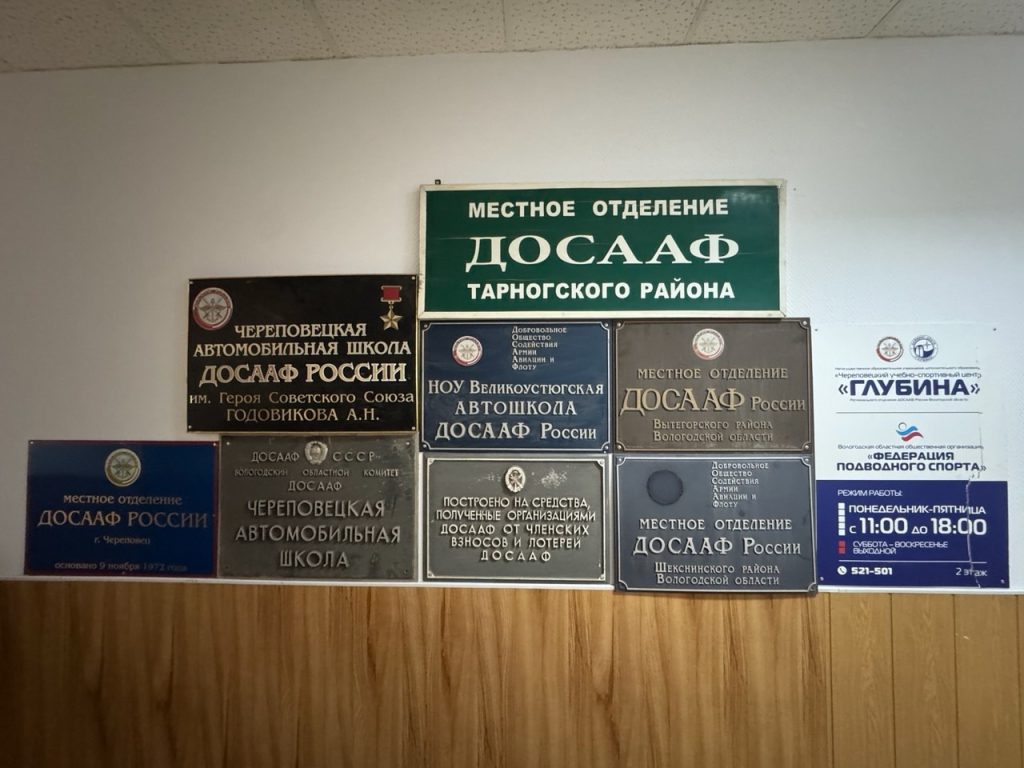 МЕСТНОЕ ОТДЕЛЕНИЕ
ДОСААФ
ТАРНОГСКОГО РАЙОНА
ЧЕРЕПОВЕЦКАЯ
АВТОМОБИЛЬНАЯ ШКОЛА
ДОСААФ РОССИИ
им. Героя Советского Союза
ГОДОВИКОВА А.Н.
Добровольное
Общество
Содействия
Армии
Авиации и
Флоту
НОУ Великоустюгская
АВТОШКОЛА
ДОСААФ России
МЕСТНОЕ ОТДЕЛЕНИЕ
ДОСААФ России
Вытегорского района
Вологодской области
«Череповецкий учебно-спортивный центр
«ГЛУБИНА»
Вологодская областная общественная организация
«ФЕДЕРАЦИЯ
ПОДВОДНОГО СПОРТА»
РЕЖИМ РАБОТЫ:
ПОНЕДЕЛЬНИК-ПЯТНИЦА
с 11:00 до 18:00
СУББОТА – ВОСКРЕСЕНЬЕ
ВЫХОДНОЙ
521-501
2 этаж
МЕСТНОЕ ОТДЕЛЕНИЕ
ДОСААФ РОССИИ
г. Череповец
основано 9 ноября 1972 года
ДОСААФ СССР
ВОЛОГОДСКИЙ ОБЛАСТНОЙ КОМИТЕТ
ДОСААФ
ЧЕРЕПОВЕЦКАЯ
АВТОМОБИЛЬНАЯ
ШКОЛА
ПОСТРОЕНО НА СРЕДСТВА,
ПОЛУЧЕННЫЕ ОРГАНИЗАЦИЯМИ
ДОСААФ ОТ ЧЛЕНСКИХ
ВЗНОСОВ И ЛОТЕРЕЙ
ДОСААФ
Добровольное
Общество
Содействия
Армии
Авиации и
Флоту
МЕСТНОЕ ОТДЕЛЕНИЕ
ДОСААФ России
Шекснинского района
Вологодской области